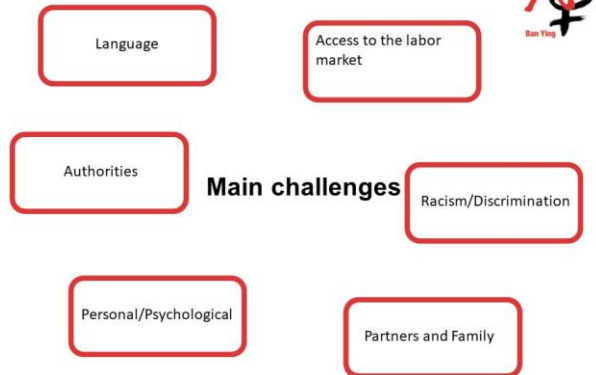 Ban Ying
Language
Access to the labor
market
Authorities
Main challenges
Racism/Discrimination
Personal/Psychological
Partners and Family